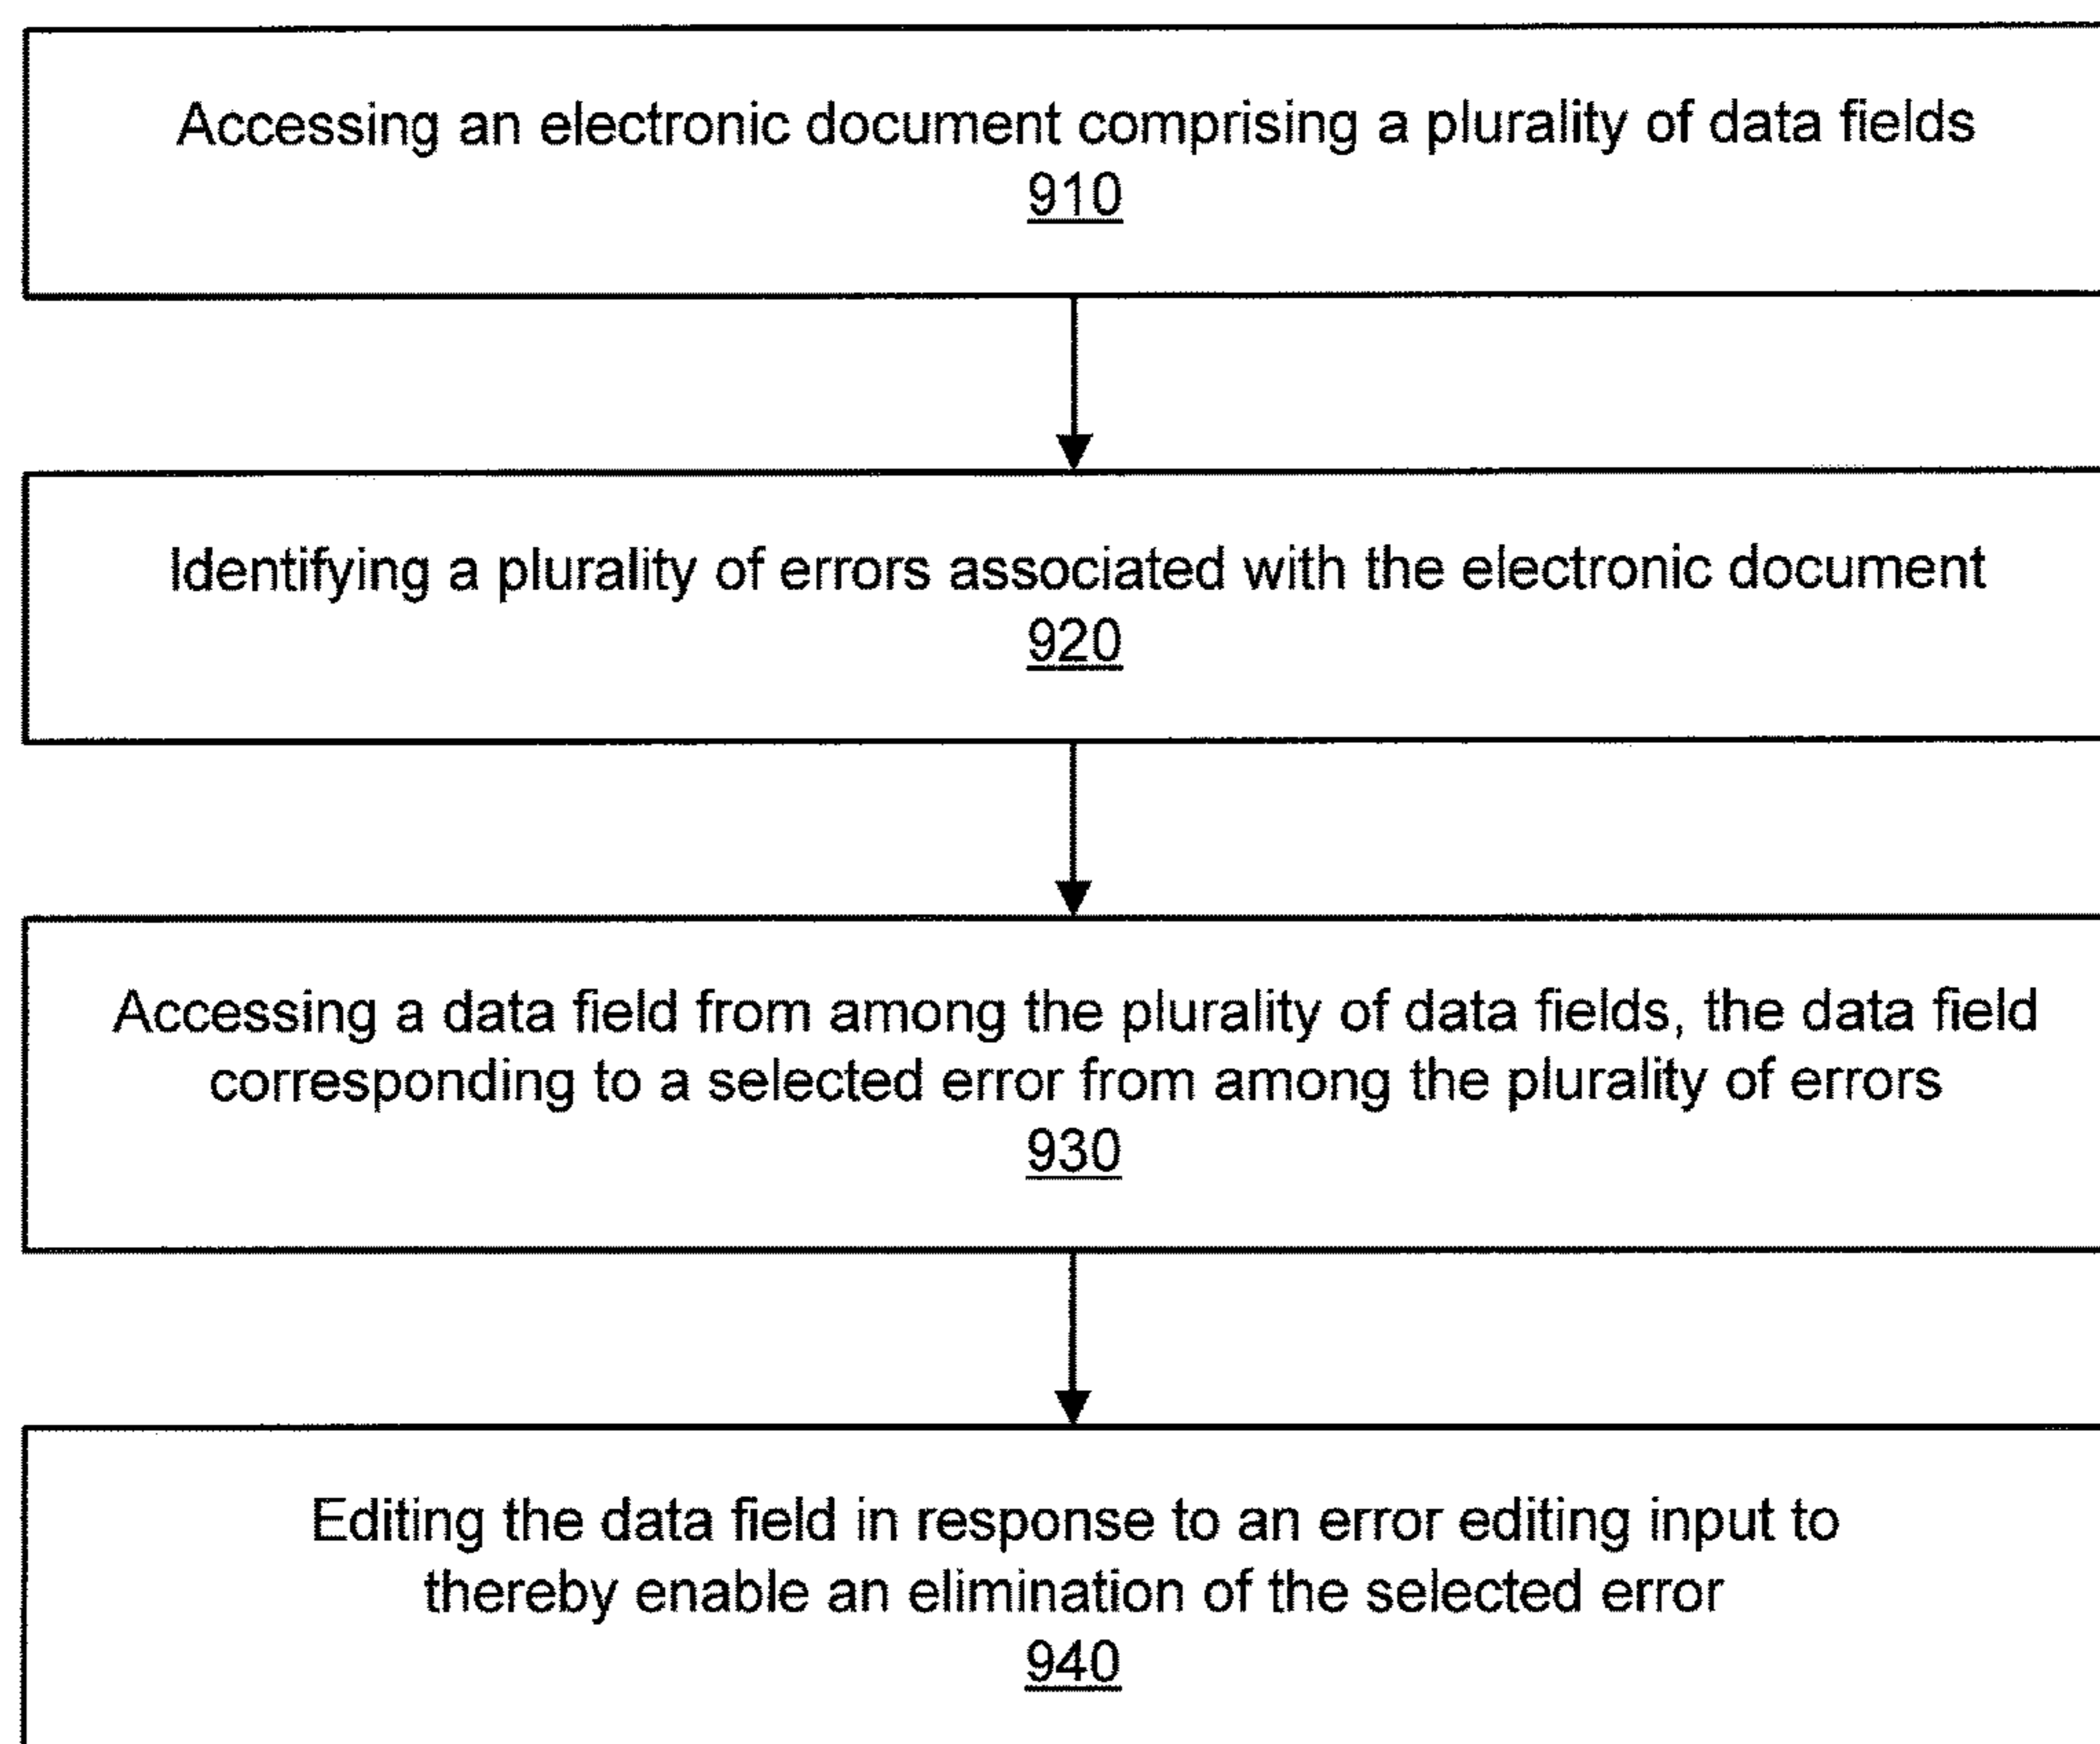 Accessing an electronic document comprising a plurality of data fields
910
Identifying a plurality of errors associated with the electronic document
920
Accessing a data field from among the plurality of data fields, the data field
corresponding to a selected error from among the plurality of errors
930
Editing the data field in response to an error editing input to
thereby enable an elimination of the selected error
940